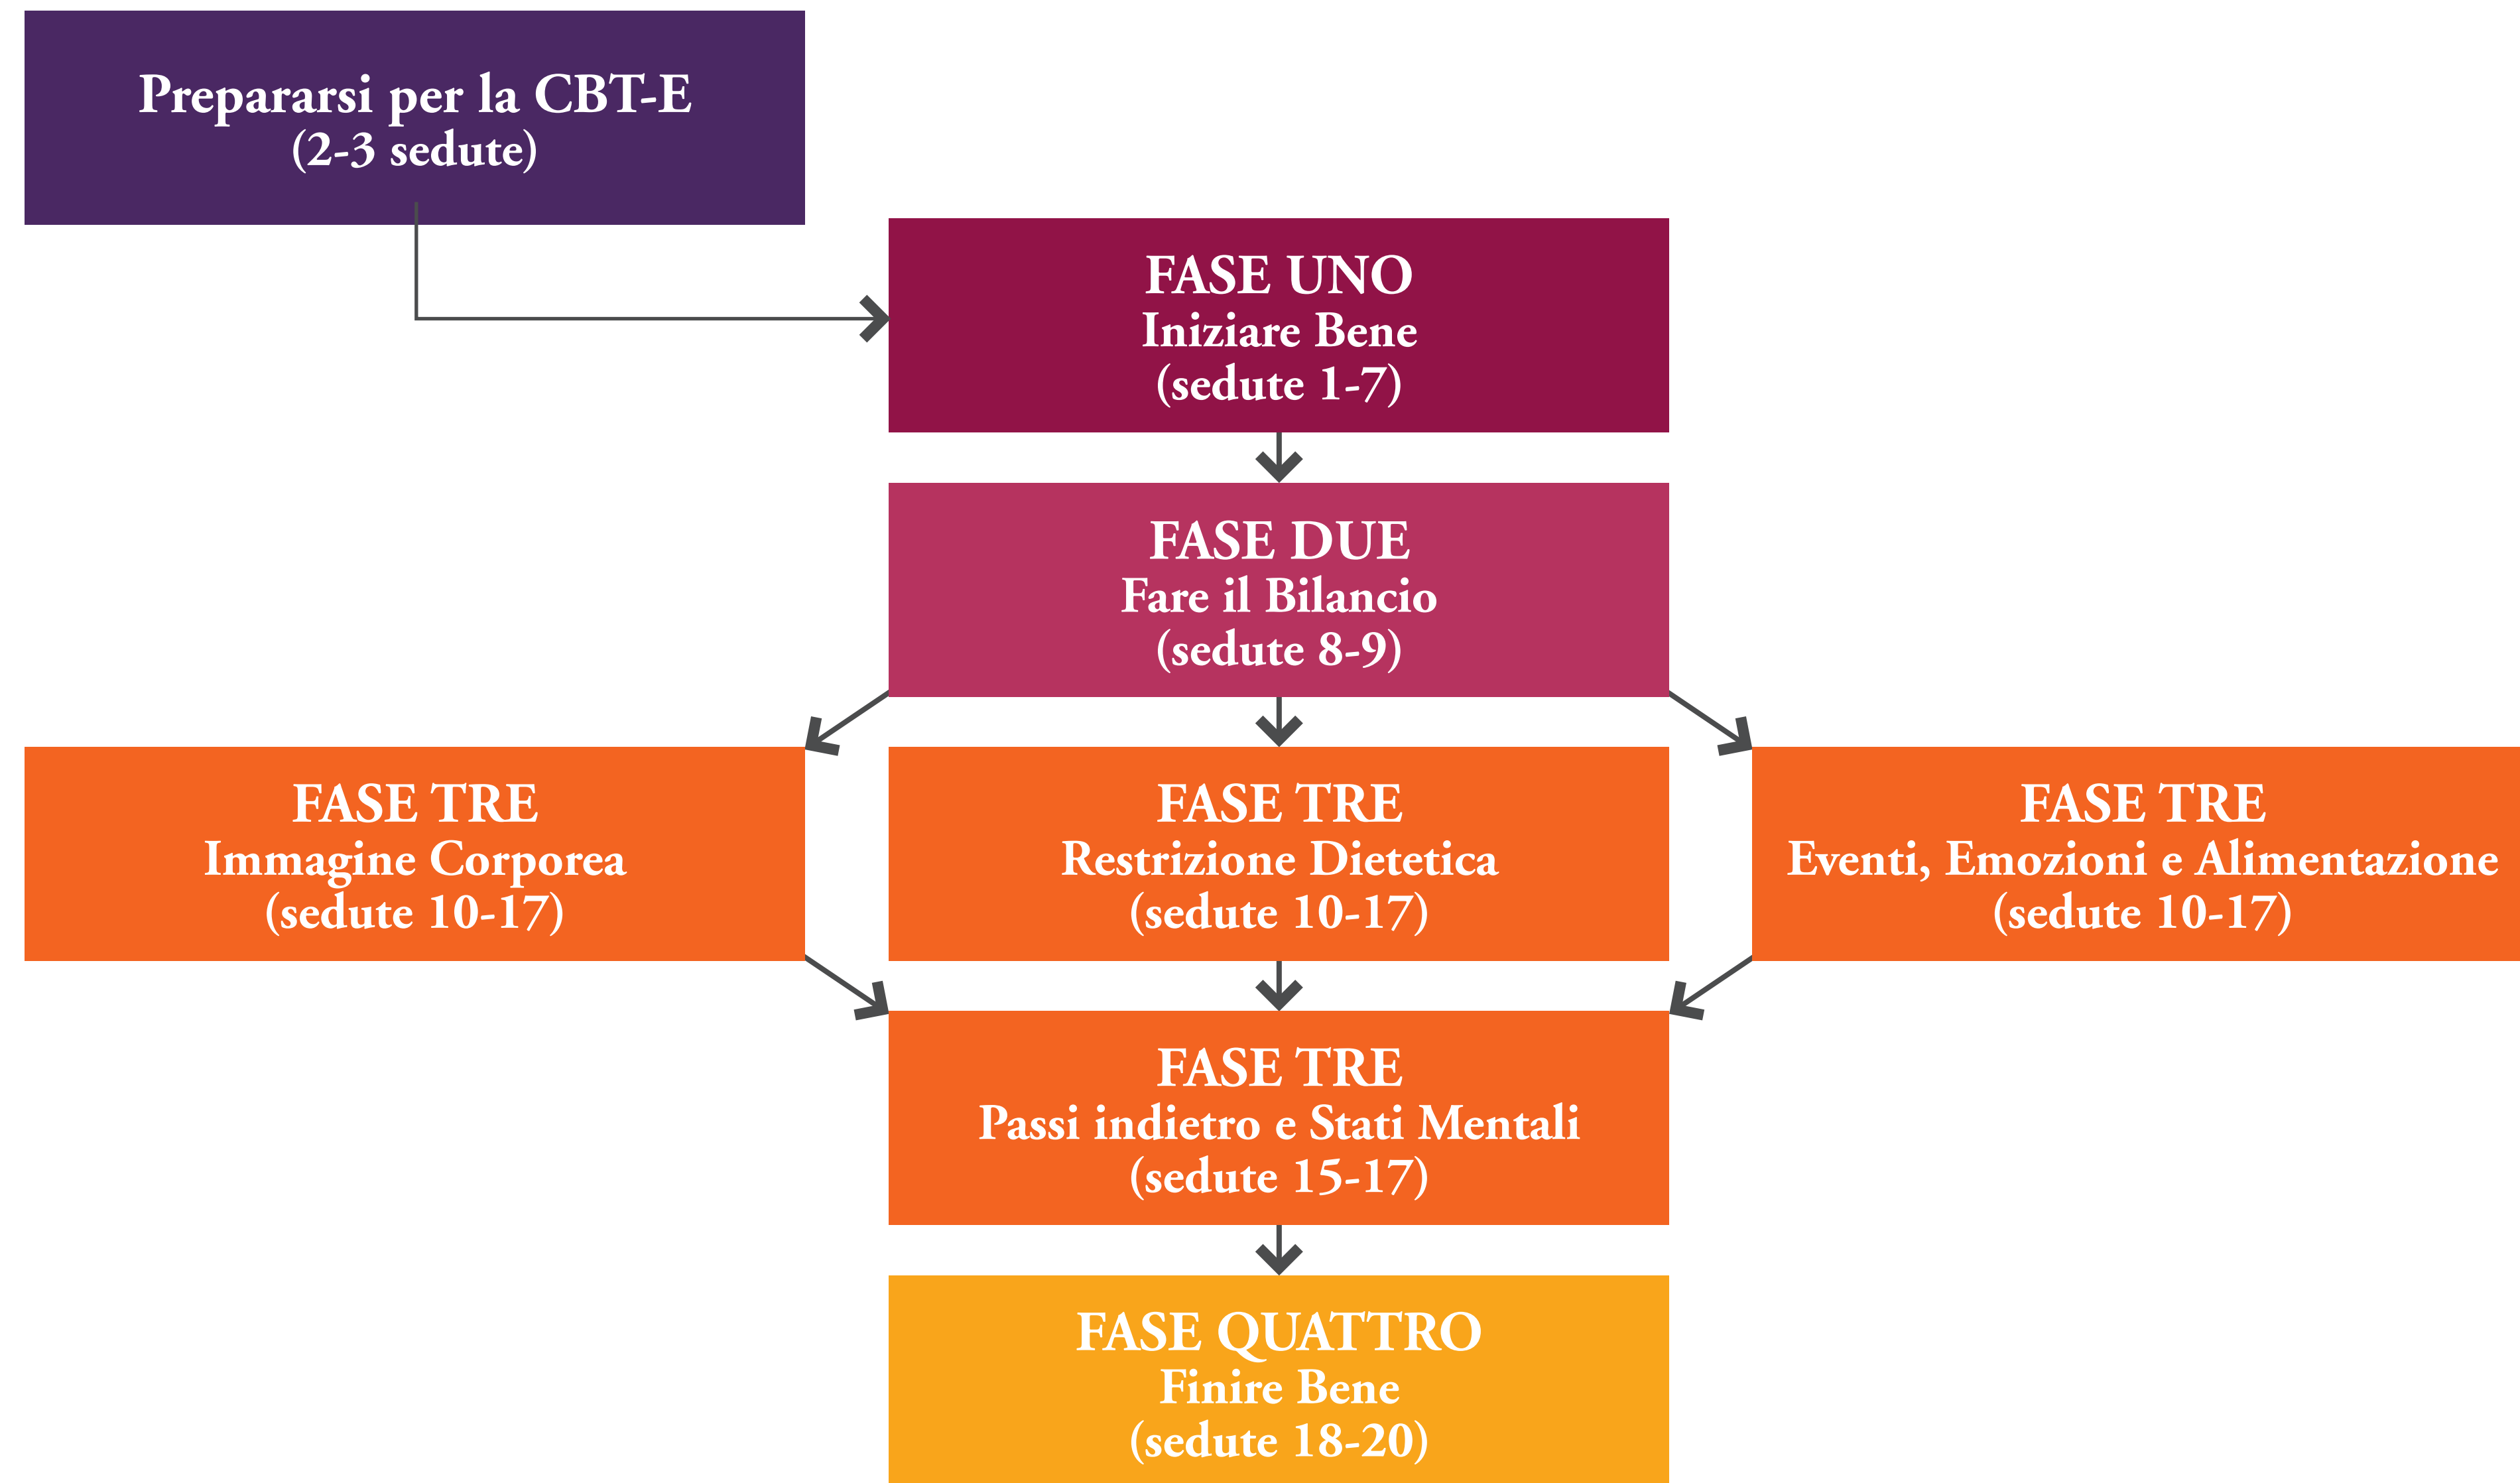 Prepararsi per la CBT-E
(2-3 sedute)
FASE UNO
Iniziare Bene
(sedute 1-7)
FASE DUE
Fare il Bilancio
(sedute 8-9)
FASE TRE
Immagine Corporea
(sedute 10-17)
FASE TRE
Restrizione Dietetica
(sedute 10-17)
FASE TRE
Eventi, Emozioni e Alimentazione
(sedute 10-17)
FASE TRE
Passi indietro e Stati Mentali
(sedute 15-17)
FASE QUATTRO
Finire Bene
(sedute 18-20)